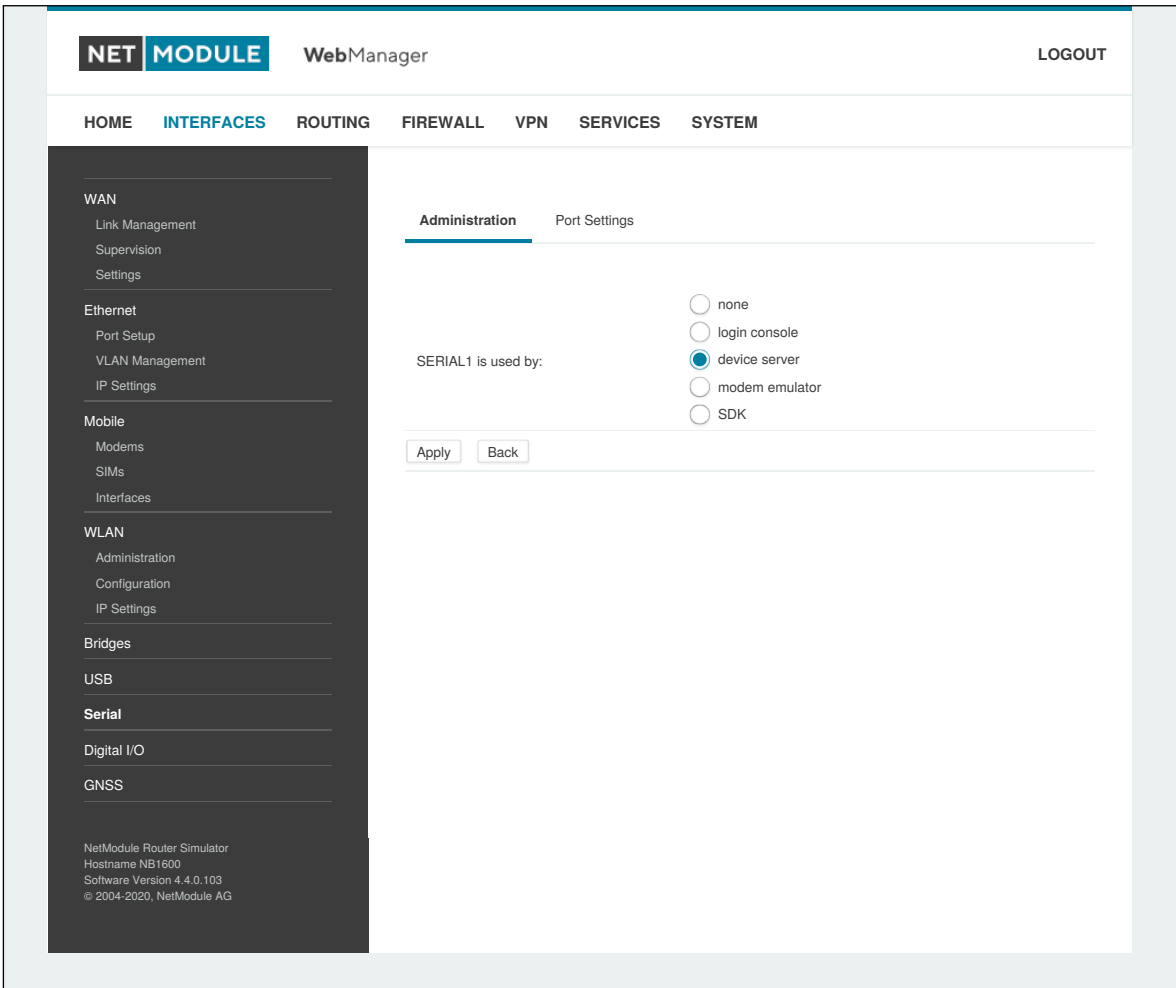 NET MODULE WebManager LOGOUT
HOME INTERFACES ROUTING FIREWALL VPN SERVICES SYSTEM
WAN
Link Management
Supervision
Settings
Ethernet
Port Setup
VLAN Management
IP Settings
Mobile
Modems
SIMs
Interfaces
WLAN
Administration
Configuration
IP Settings
Bridges
USB
Serial
Digital I/O
GNSS
NetModule Router Simulator
Hostname NB1600
Software Version 4.4.0.103
© 2004-2020, NetModule AG
Administration Port Settings
SERIAL1 is used by:
none
login console
device server
modem emulator
SDK
Apply Back